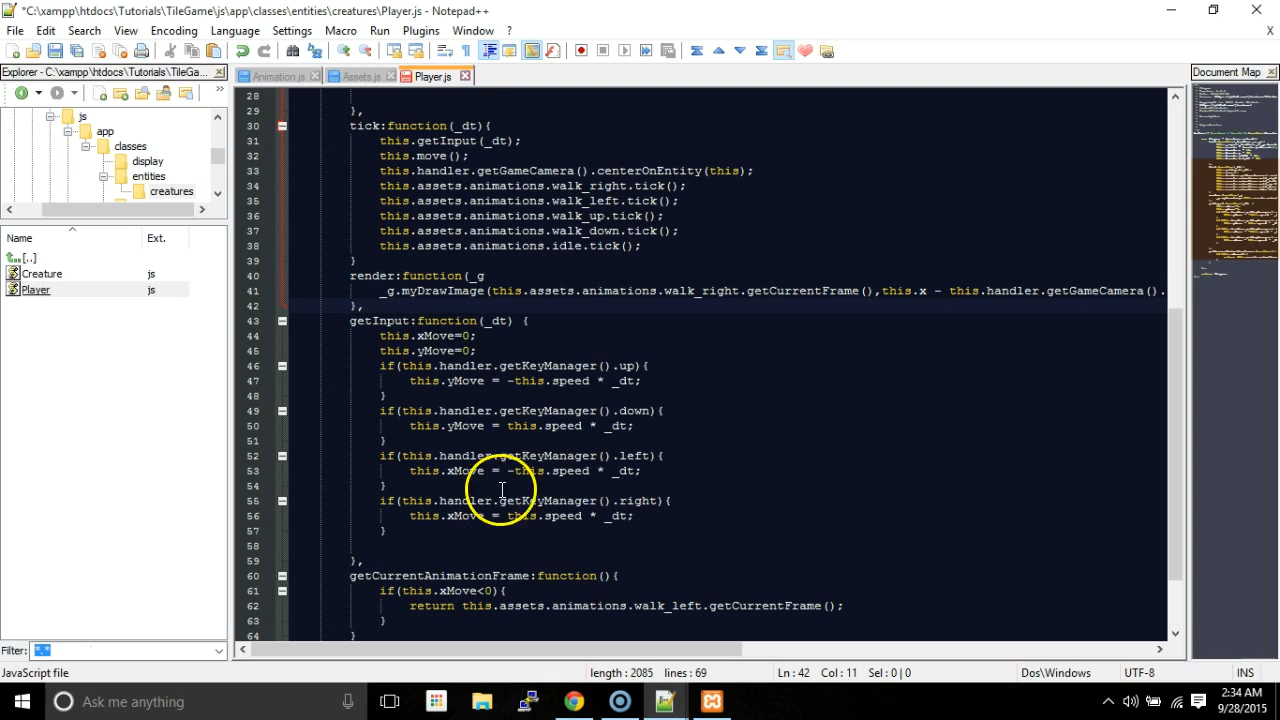 *C:\xampp\htdocs\Tutorials\TileGame\js\app\classes\entities\creatures\Player.js - Notepad++
File Edit Search View Encoding Language Settings Macro Run Plugins Window ? X
Explorer - C:\xampp\htdocs\Tutorials\TileGa...
Animation.js Assets.js Player.js
Document Map
js
app
classes
display
entities
creatures
Name Ext.
[..]
Creature js
Player js
Filter: *.*
28
29 },
30 tick:function(_dt){
31 this.getInput(_dt);
32 this.move();
33 this.handler.getGameCamera().centerOnEntity(this);
34 this.assets.animations.walk_right.tick();
35 this.assets.animations.walk_left.tick();
36 this.assets.animations.walk_up.tick();
37 this.assets.animations.walk_down.tick();
38 this.assets.animations.idle.tick();
39 }
40 render:function(_g
41 _g.myDrawImage(this.assets.animations.walk_right.getCurrentFrame(),this.x - this.handler.getGameCamera().
42 },
43 getInput:function(_dt) {
44 this.xMove=0;
45 this.yMove=0;
46 if(this.handler.getKeyManager().up){
47 this.yMove = -this.speed * _dt;
48 }
49 if(this.handler.getKeyManager().down){
50 this.yMove = this.speed * _dt;
51 }
52 if(this.handler.getKeyManager().left){
53 this.xMove = -this.speed * _dt;
54 }
55 if(this.handler.getKeyManager().right){
56 this.xMove = this.speed * _dt;
57 }
58
59 },
60 getCurrentAnimationFrame:function(){
61 if(this.xMove<0){
62 return this.assets.animations.walk_left.getCurrentFrame();
63 }
64 }
JavaScript file length : 2085 lines : 69 Ln : 42 Col : 11 Sel : 0 | 0 Dos\Windows UTF-8 INS
Ask me anything
2:34 AM
9/28/2015